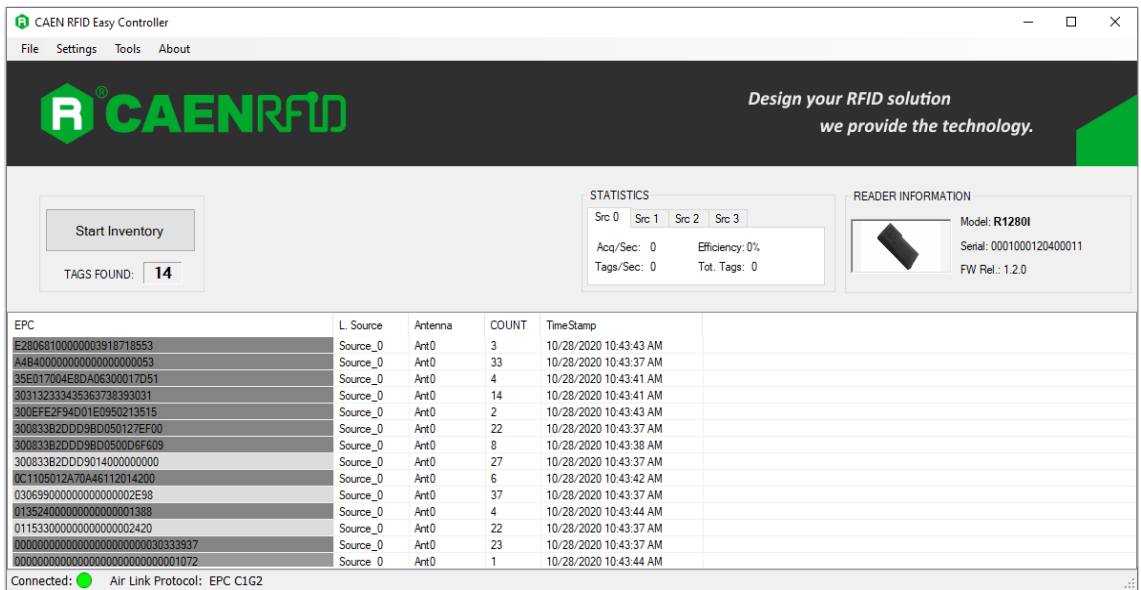 CAEN RFID Easy Controller
File Settings Tools About
R ® CAENRFID
Design your RFID solution
we provide the technology.
Start Inventory
TAGS FOUND: 14
STATISTICS
Src 0 Src 1 Src 2 Src 3
Acq/Sec: 0 Efficiency: 0%
Tags/Sec: 0 Tot. Tags: 0
READER INFORMATION
Model: R1280I
Serial: 0001000120400011
FW Rel.: 1.2.0
EPC L. Source Antenna COUNT TimeStamp
E28068100000003918718553 Source_0 Ant0 3 10/28/2020 10:43:43 AM
A4B400000000000000000053 Source_0 Ant0 33 10/28/2020 10:43:37 AM
35E017004E8DA06300017D51 Source_0 Ant0 4 10/28/2020 10:43:41 AM
303132333435363738393031 Source_0 Ant0 14 10/28/2020 10:43:41 AM
300EFE2F94D01E0950213515 Source_0 Ant0 2 10/28/2020 10:43:43 AM
300833B2DDD9BD050127EF00 Source_0 Ant0 22 10/28/2020 10:43:37 AM
300833B2DDD9BD0500D6F609 Source_0 Ant0 8 10/28/2020 10:43:38 AM
300833B2DDD9014000000000 Source_0 Ant0 27 10/28/2020 10:43:37 AM
0C1105012A70A46112014200 Source_0 Ant0 6 10/28/2020 10:43:42 AM
030699000000000000002E98 Source_0 Ant0 37 10/28/2020 10:43:37 AM
013524000000000000001388 Source_0 Ant0 4 10/28/2020 10:43:44 AM
011533000000000000002420 Source_0 Ant0 22 10/28/2020 10:43:37 AM
00000000000000000000000030333937 Source_0 Ant0 23 10/28/2020 10:43:37 AM
00000000000000000000000000001072 Source_0 Ant0 1 10/28/2020 10:43:44 AM
Connected: Air Link Protocol: EPC C1G2